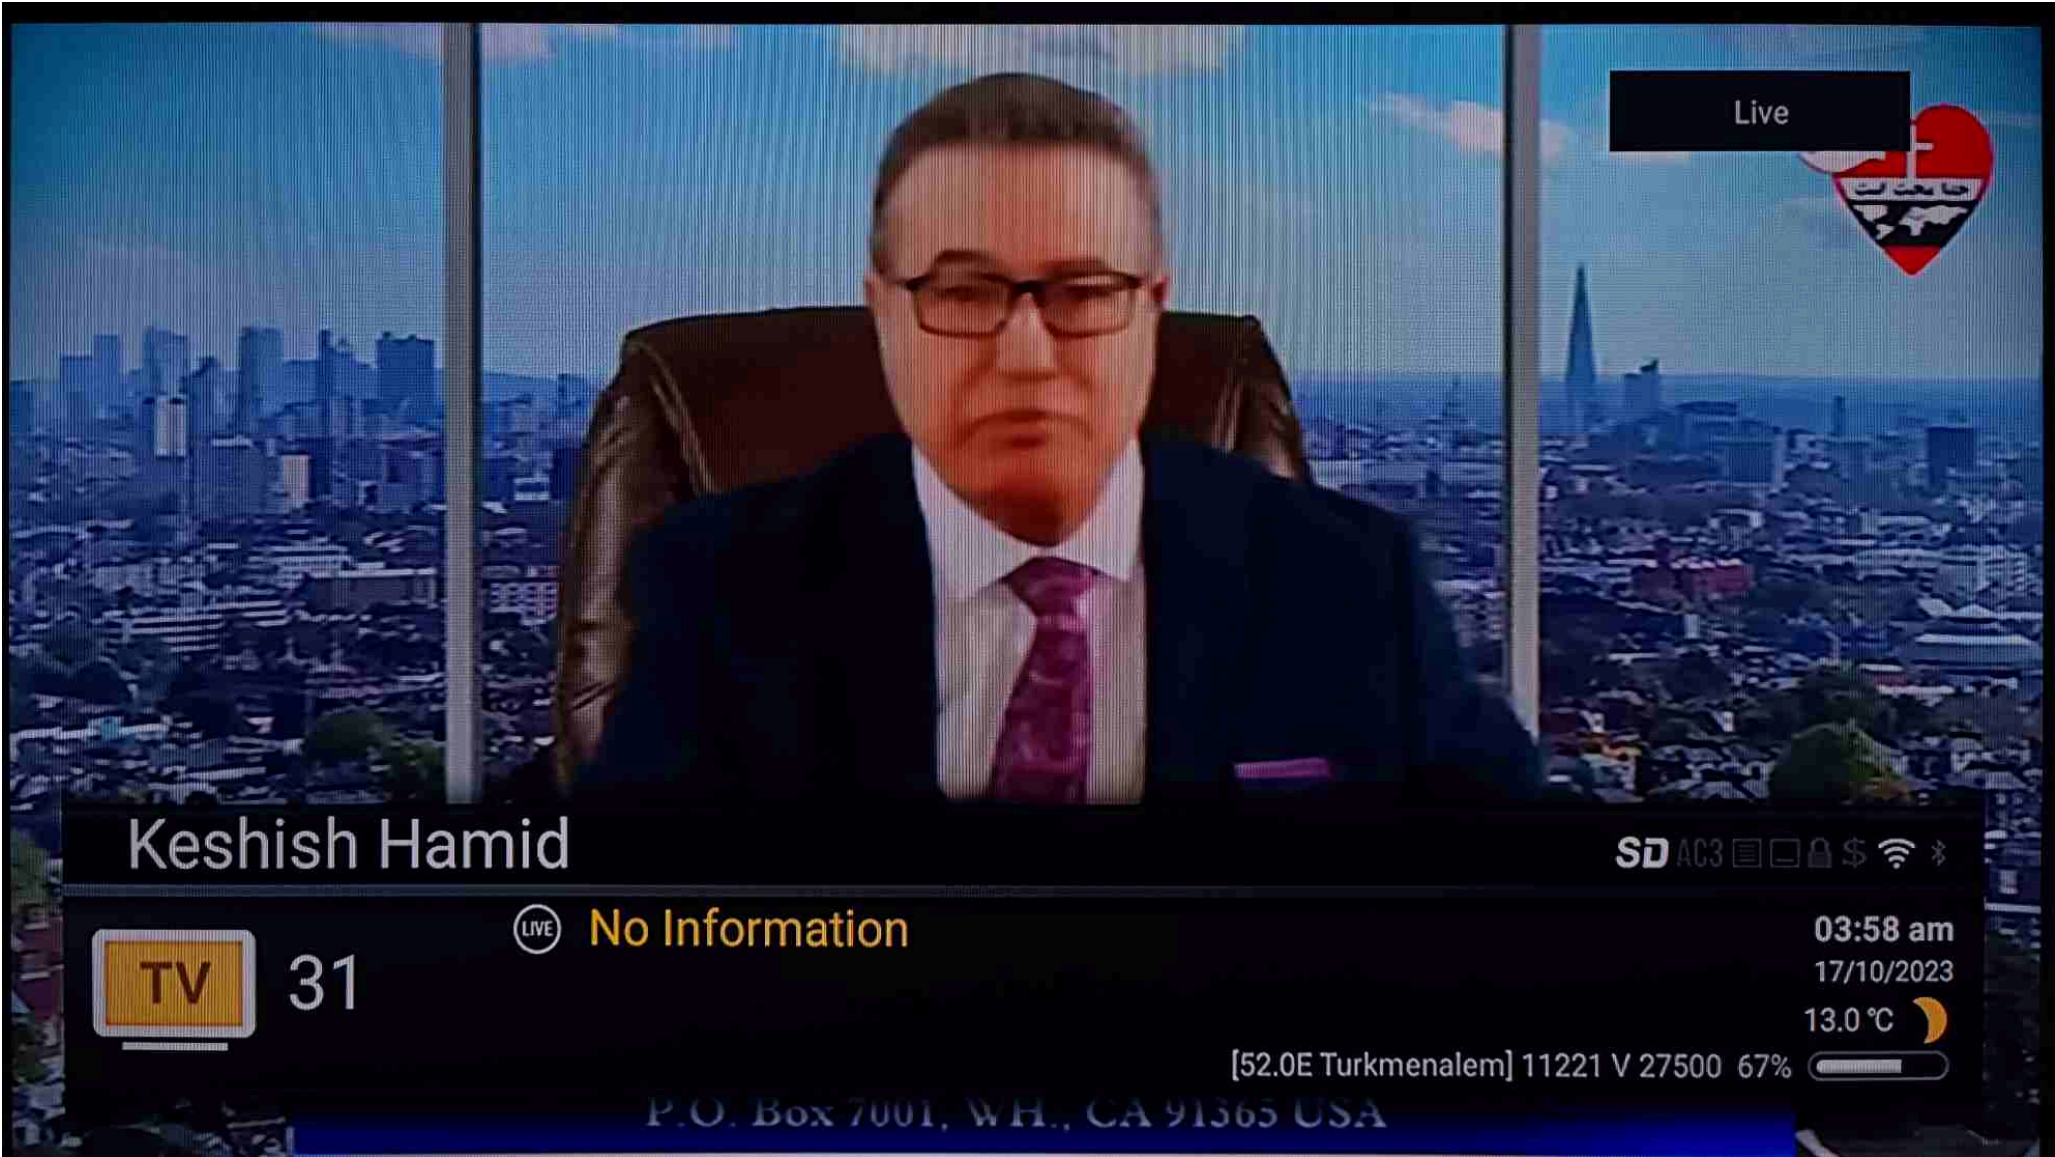 Live
Keshish Hamid
SD AC3 $
LIVE No Information
TV 31
03:58 am
17/10/2023
13.0 °C
[52.0E Turkmenalem] 11221 V 27500 67%
P.O. Box 7001, WH., CA 91365 USA